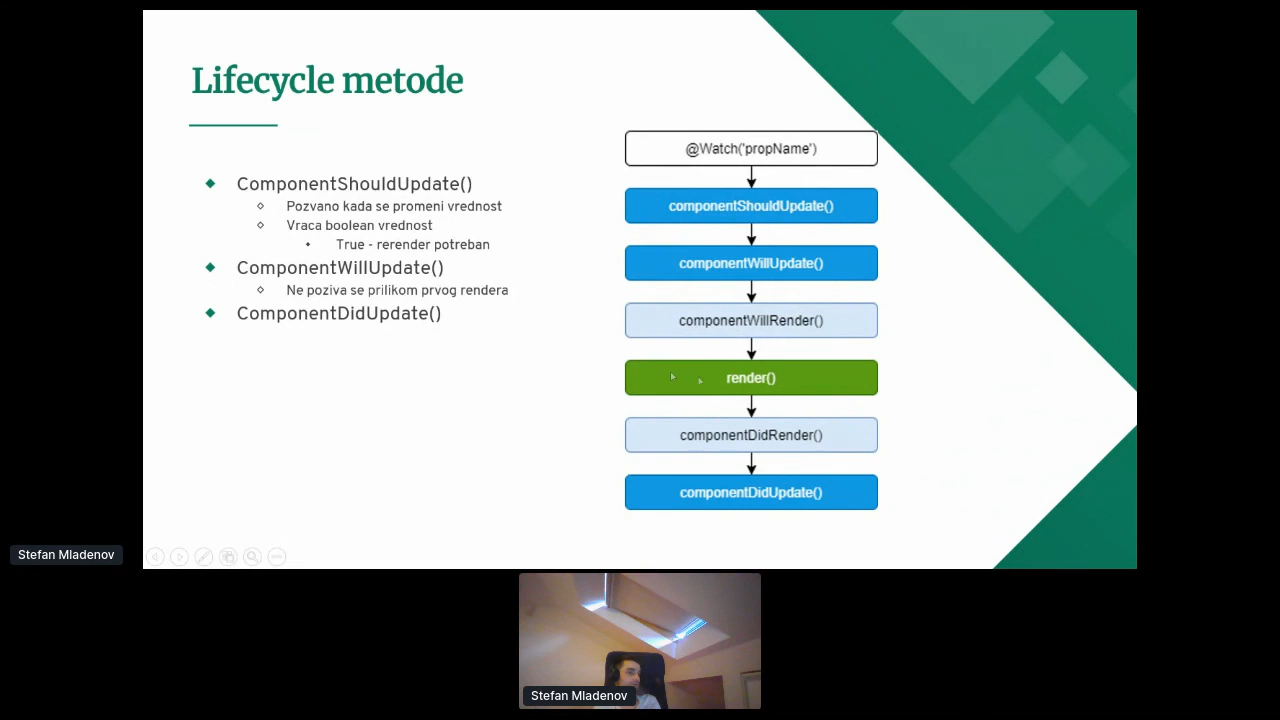 Lifecycle metode
ComponentShouldUpdate()
Pozvano kada se promeni vrednost
Vraca boolean vrednost
True - rerender potreban
ComponentWillUpdate()
Ne poziva se prilikom prvog rendera
ComponentDidUpdate()
@Watch('propName')
componentShouldUpdate()
componentWillUpdate()
componentWillRender()
render()
componentDidRender()
componentDidUpdate()
Stefan Mladenov
Stefan Mladenov